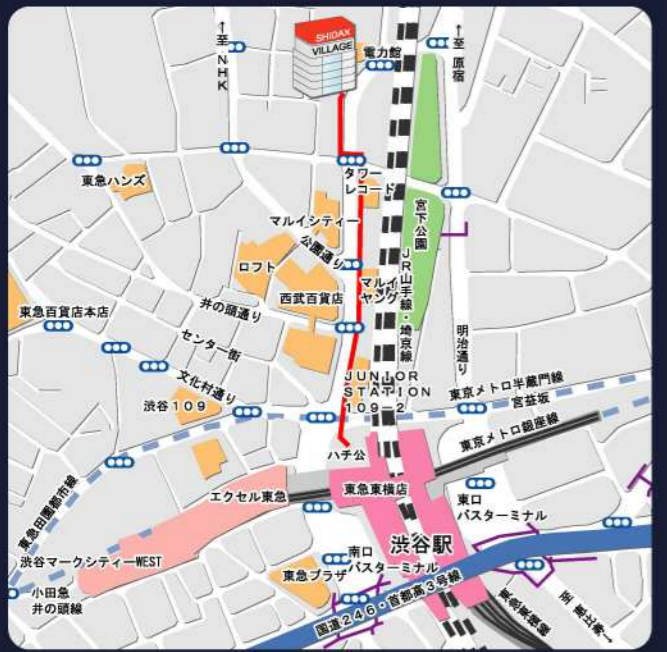 SHIDAX
VILLAGE
電力館
↑至 NHK
←至 原宿
東急ハンズ
タワー
レコード
マルイシティー
公園通り
宮下公園
ロフト
JR山手線・埼京線
マルイ
ヤング
西武百貨店
井の頭通り
東急百貨店本店
センター街
明治通り
文化村通り
JUNIOR
STATION
109-2
渋谷109
東京メトロ半蔵門線
宮益坂
東京メトロ銀座線
ハチ公
東急田園都市線
エクセル東急
東急東横店
東口
バスターミナル
渋谷駅
渋谷マークシティーWEST
南口
バスターミナル
東急プラザ
小田急
井の頭線
国道246・首都高3号線
東急東横線
至 恵比寿→